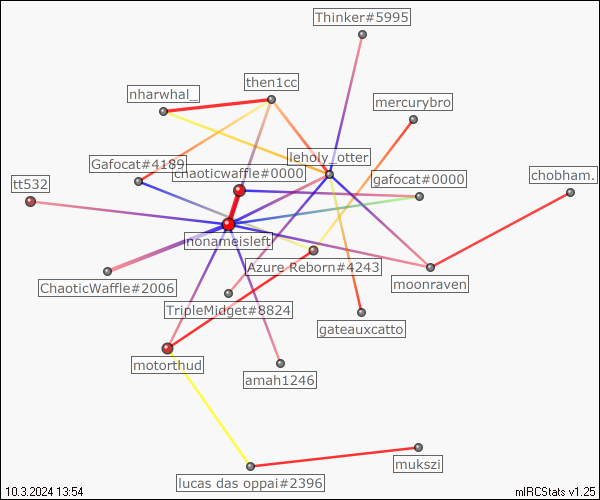 Thinker#5995
then1cc
nharwhal_
mercurybro
leholy_otter
Gafocat#4189
chaoticwaffle#0000
chobham.
tt532
gafocat#0000
nonameisleft
Azure Reborn#4243
ChaoticWaffle#2006
moonraven
TripleMidget#8824
gateauxcatto
motorthud
amah1246
mukszi
lucas das oppai#2396
10.3.2024 13:54
mIRCStats v1.25